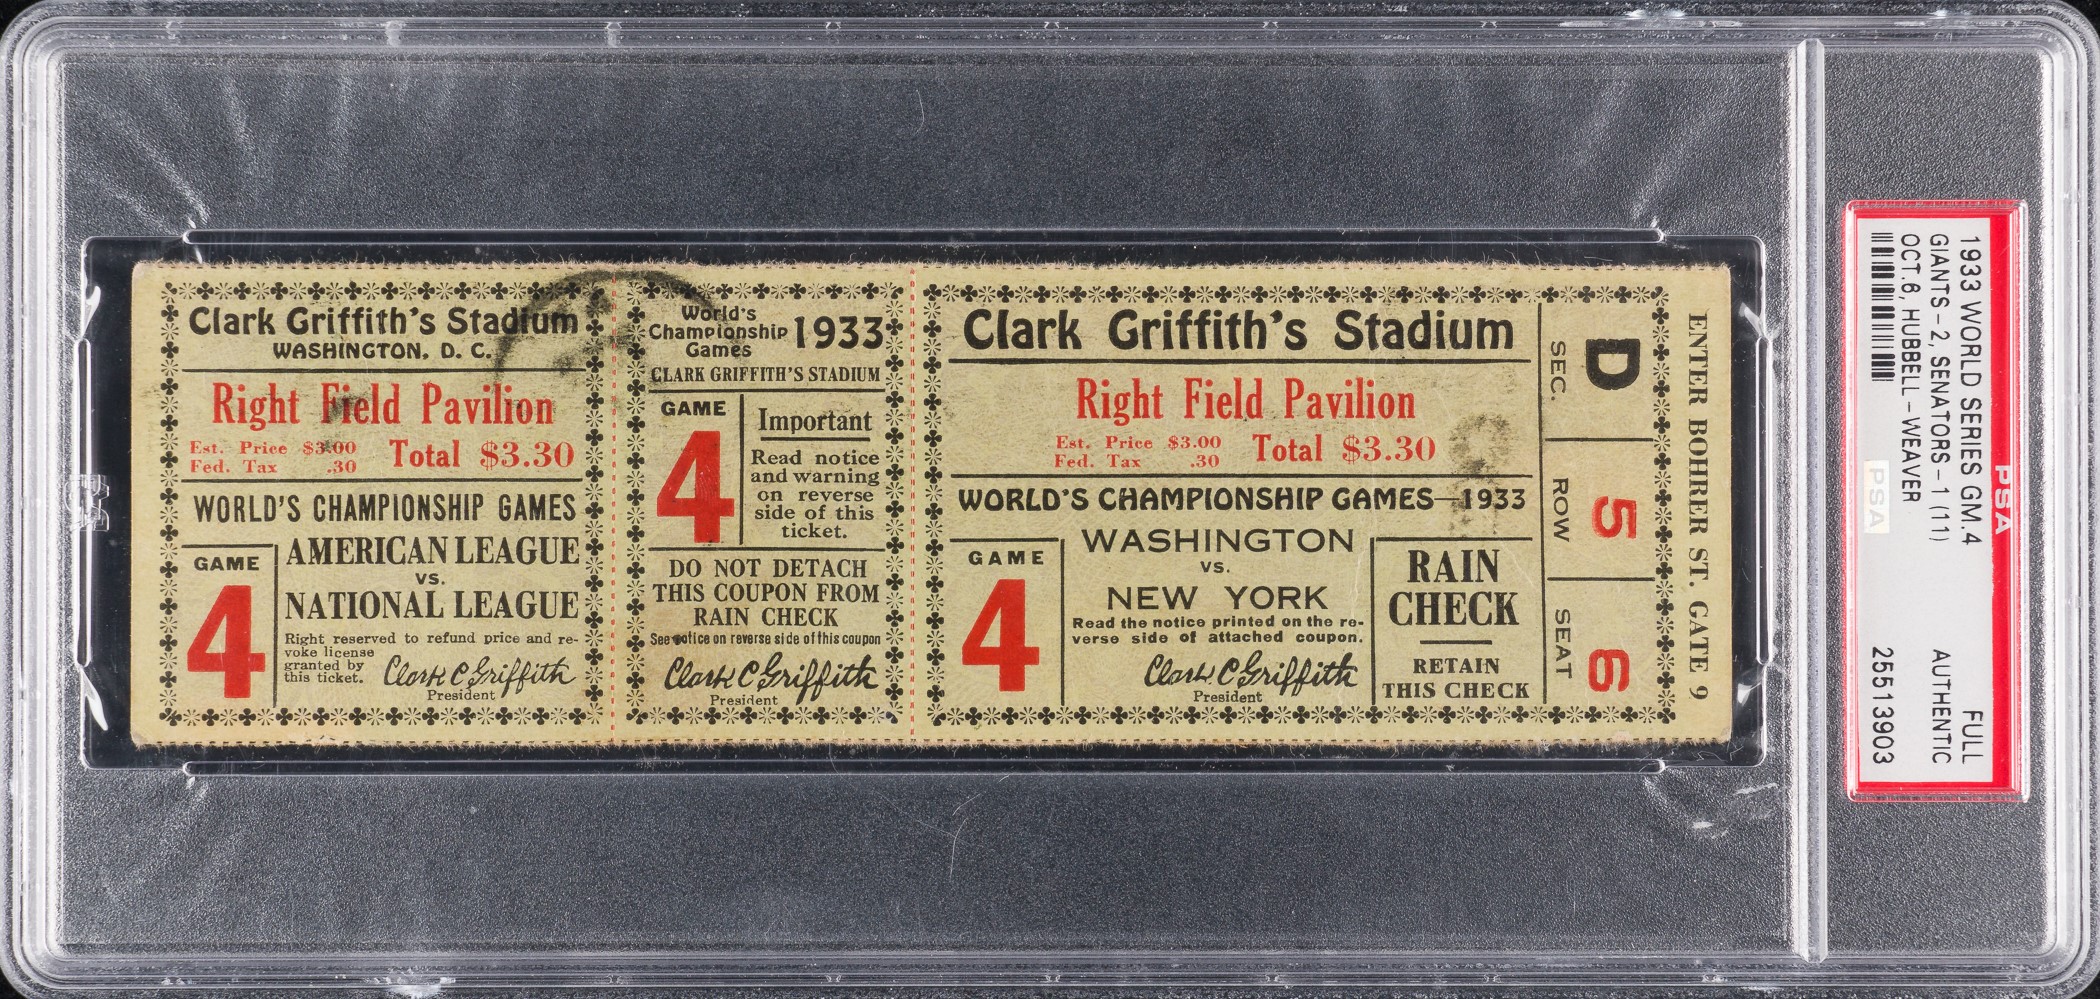 Clark Griffith's Stadium
WASHINGTON, D. C.
Right Field Pavilion
Est. Price $3.00
Fed. Tax .30
Total $3.30
WORLD'S CHAMPIONSHIP GAMES
GAME
4
AMERICAN LEAGUE
VS.
NATIONAL LEAGUE
Right reserved to refund price and re-
voke license
granted by
this ticket.
Clark C Griffith
President
World's
Championship
Games
1933
CLARK GRIFFITH'S STADIUM
GAME
4
Important
Read notice
and warning
on reverse
side of this
ticket.
DO NOT DETACH
THIS COUPON FROM
RAIN CHECK
See notice on reverse side of this coupon
Clark C Griffith
President
Clark Griffith's Stadium
Right Field Pavilion
Est. Price $3.00
Fed. Tax .30
Total $3.30
WORLD'S CHAMPIONSHIP GAMES—1933
GAME
4
WASHINGTON
VS.
NEW YORK
Read the notice printed on the re-
verse side of attached coupon.
Clark C Griffith
President
RAIN
CHECK
RETAIN
THIS CHECK
D
SEC.
5
ROW
6
SEAT
ENTER BOHRER ST. GATE 9
PSA
1933 WORLD SERIES GM.4 FULL
GIANTS-2, SENATORS-1 (11) AUTHENTIC
OCT.6, HUBBELL-WEAVER
PSA
25513903